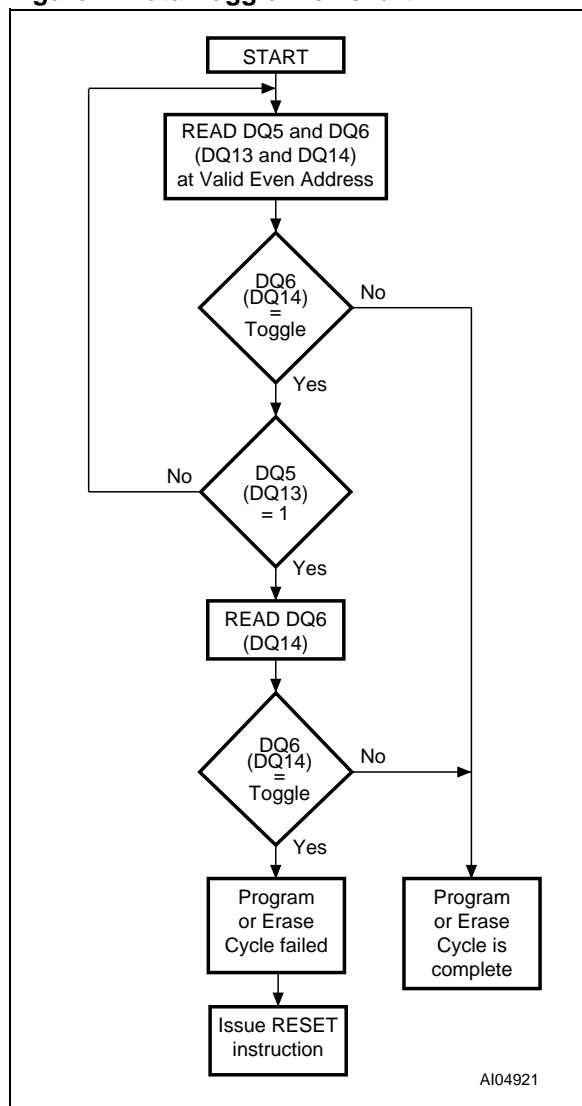 START
READ DQ5 and DQ6
(DQ13 and DQ14)
at Valid Even Address
DQ6
(DQ14)
=
Toggle
No
Yes
No
DQ5
(DQ13)
= 1
Yes
READ DQ6
(DQ14)
DQ6
(DQ14)
=
Toggle
No
Yes
Program
or Erase
Cycle failed
Program
or Erase
Cycle is
complete
Issue RESET
instruction
AI04921